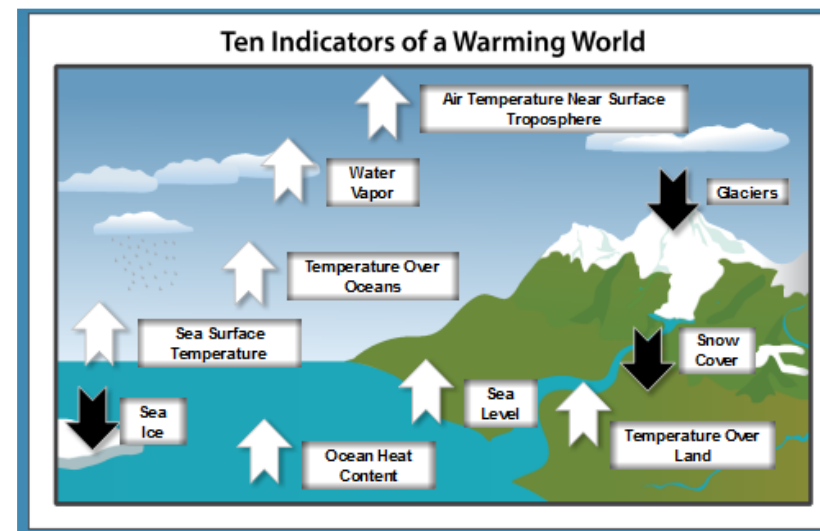 Ten Indicators of a Warming World
Air Temperature Near Surface
Troposphere
Water
Vapor
Glaciers
Temperature Over
Oceans
Sea Surface
Temperature
Snow
Cover
Sea
Ice
Sea
Level
Ocean Heat
Content
Temperature Over
Land